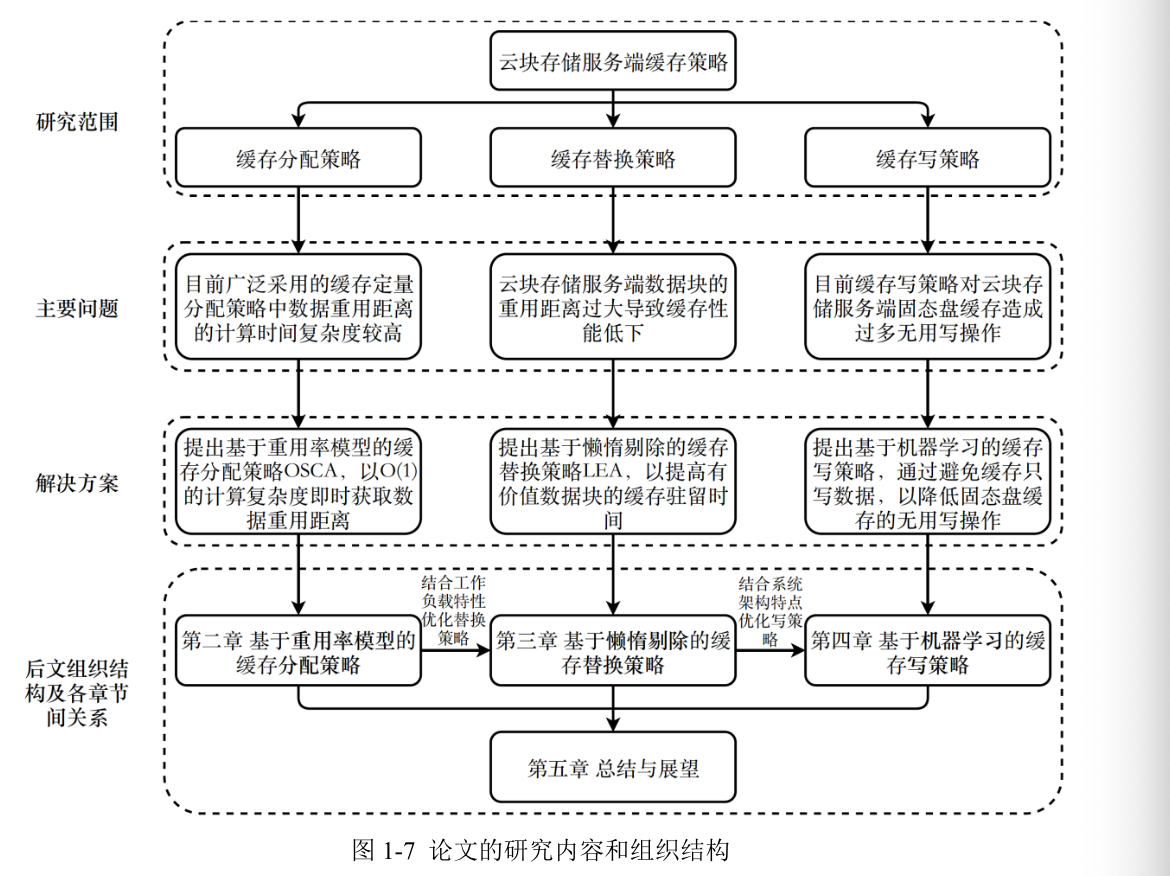 云块存储服务端缓存策略
研究范围
缓存分配策略
缓存替换策略
缓存写策略
主要问题
目前广泛采用的缓存定量
分配策略中数据重用距离
的计算时间复杂度较高
云块存储服务端数据块的
重用距离过大导致缓存性
能低下
目前缓存写策略对云块存
储服务端固态盘缓存造成
过多无用写操作
解决方案
提出基于重用率模型的缓
存分配策略OSCA，以O(1)
的计算复杂度即时获取数
据重用距离
提出基于懒惰剔除的缓存
替换策略LEA，以提高有
价值数据块的缓存驻留时
间
提出基于机器学习的缓存
写策略，通过避免缓存只
写数据，以降低固态盘缓
存的无用写操作
后文组织结
构及各章节
间关系
第二章 基于重用率模型的
缓存分配策略
结合工作
负载特性
优化替换
策略
第三章 基于懒惰剔除的缓
存替换策略
结合系统
架构特点
优化写策
略
第四章 基于机器学习的缓
存写策略
第五章 总结与展望
图 1-7 论文的研究内容和组织结构